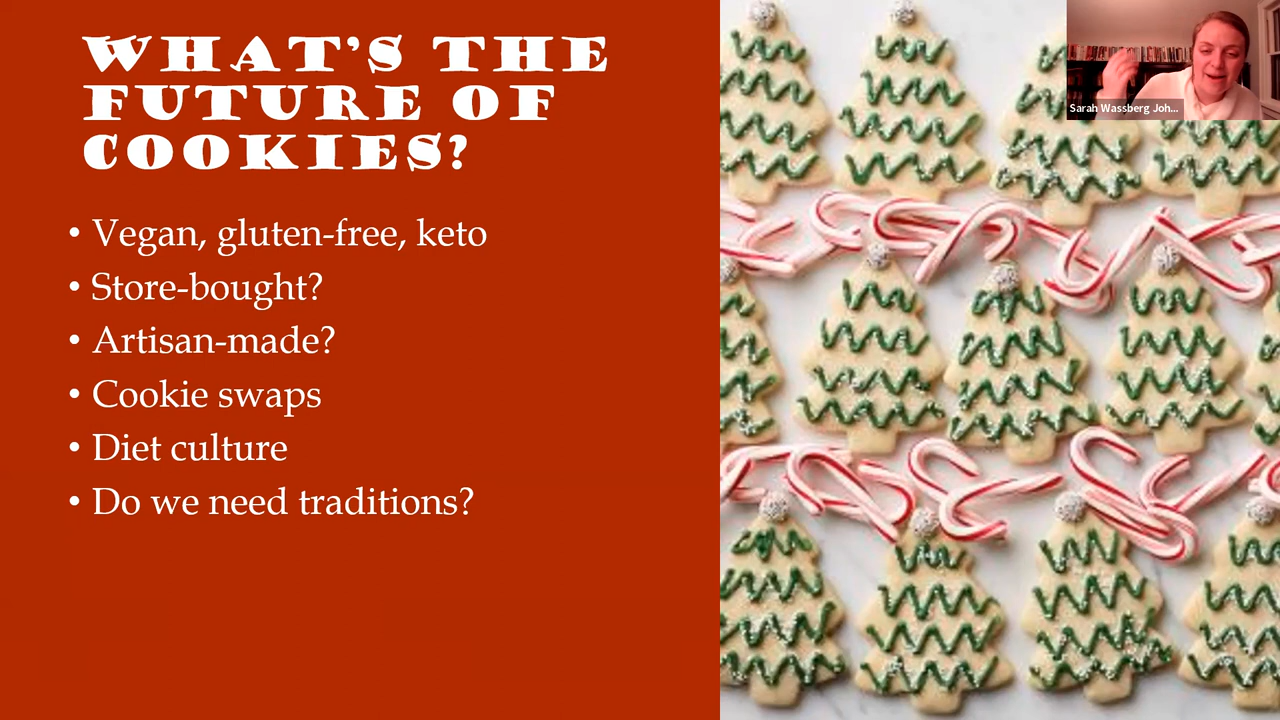 WHAT'S THE
FUTURE OF
COOKIES?
• Vegan, gluten-free, keto
• Store-bought?
• Artisan-made?
• Cookie swaps
• Diet culture
• Do we need traditions?
Sarah Wassberg Joh...